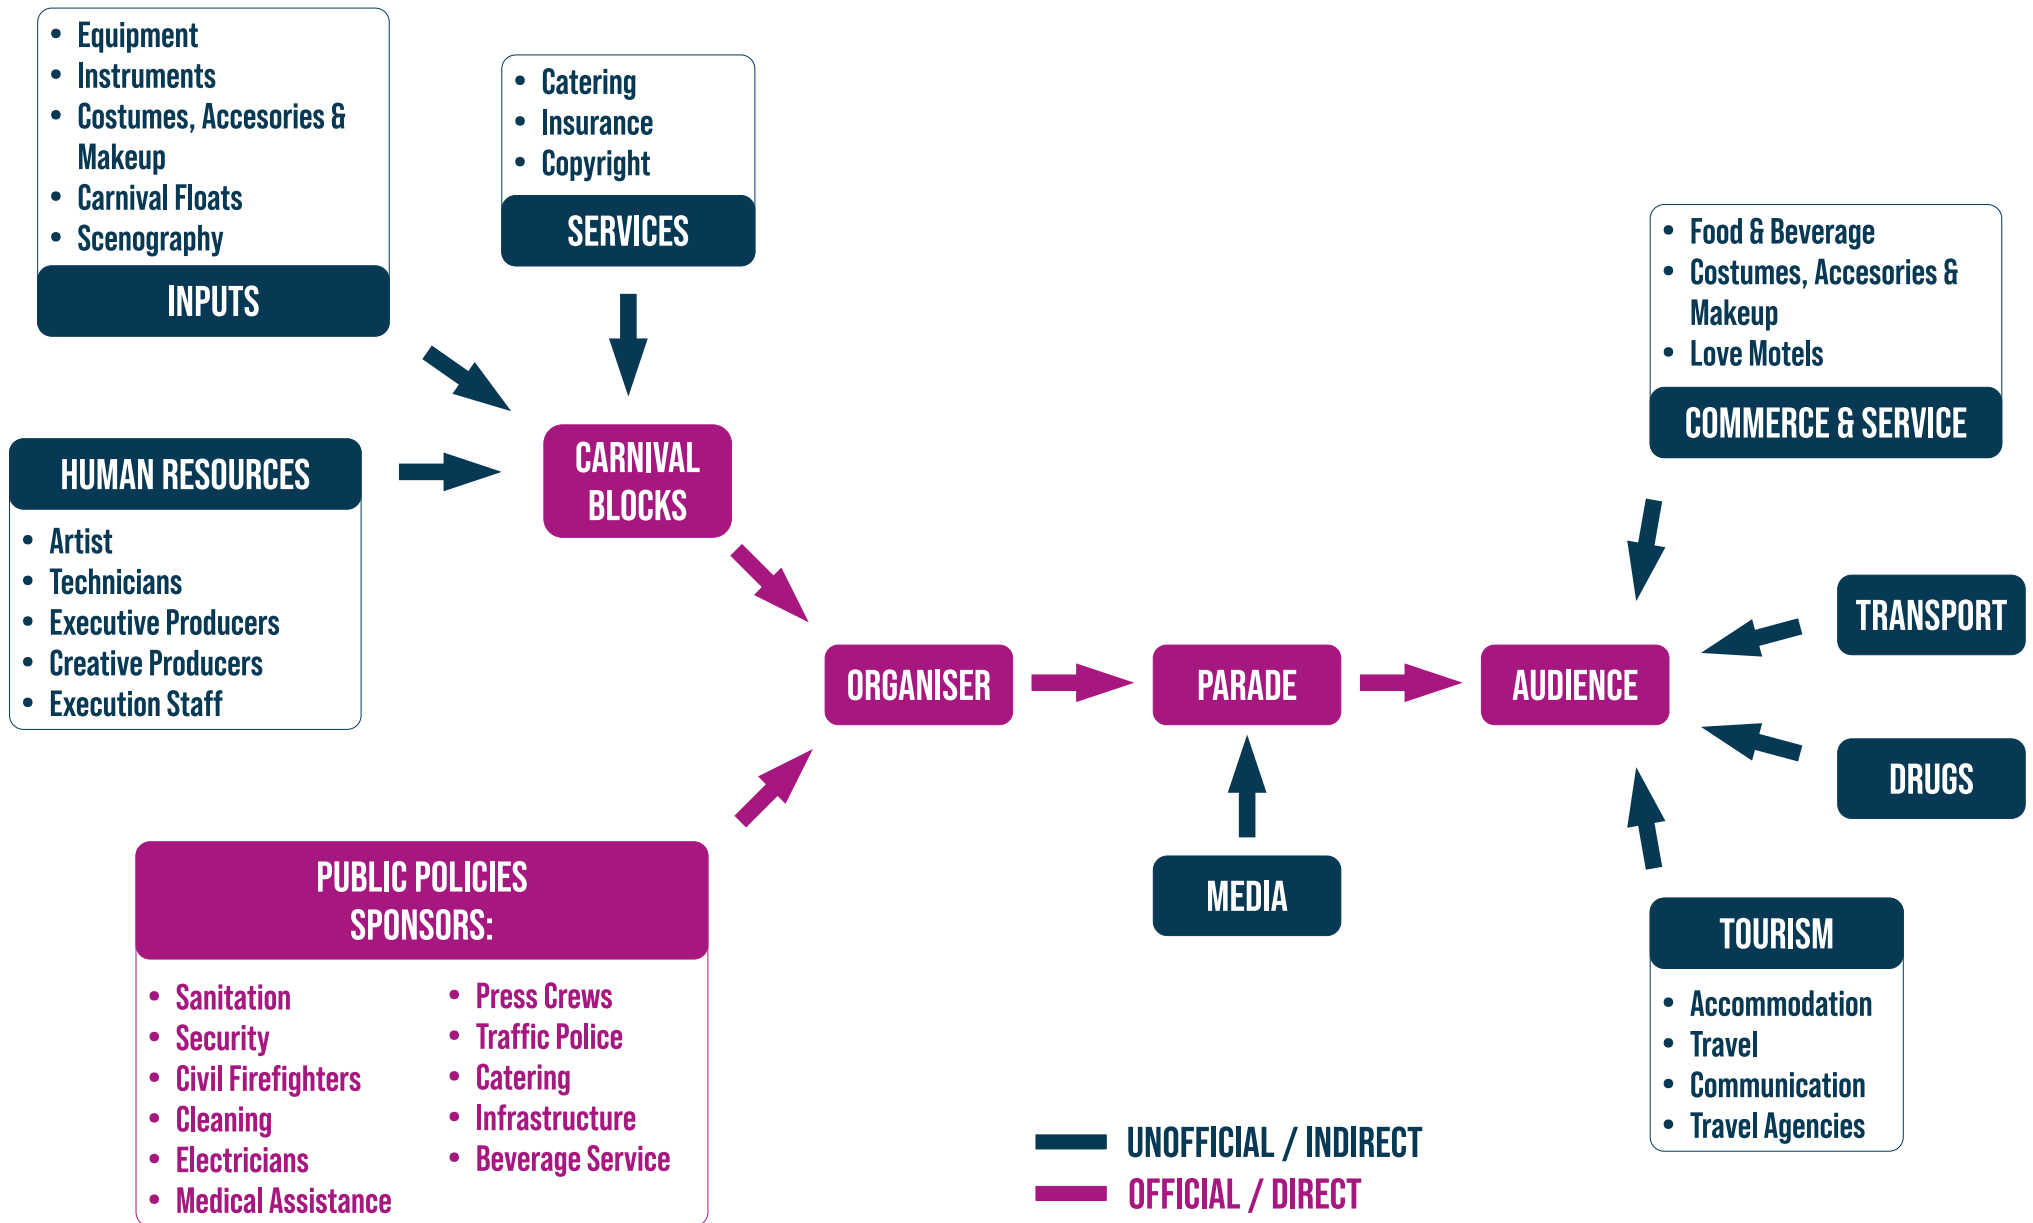 • Equipment
• Instruments
• Costumes, Accesories &
Makeup
• Carnival Floats
• Scenography
INPUTS
• Catering
• Insurance
• Copyright
SERVICES
• Food & Beverage
• Costumes, Accesories &
Makeup
• Love Motels
COMMERCE & SERVICE
HUMAN RESOURCES
• Artist
• Technicians
• Executive Producers
• Creative Producers
• Execution Staff
CARNIVAL
BLOCKS
ORGANISER
PARADE
AUDIENCE
TRANSPORT
DRUGS
MEDIA
PUBLIC POLICIES
SPONSORS:
• Sanitation
• Security
• Civil Firefighters
• Cleaning
• Electricians
• Medical Assistance
• Press Crews
• Traffic Police
• Catering
• Infrastructure
• Beverage Service
TOURISM
• Accommodation
• Travel
• Communication
• Travel Agencies
UNOFFICIAL / INDIRECT
OFFICIAL / DIRECT